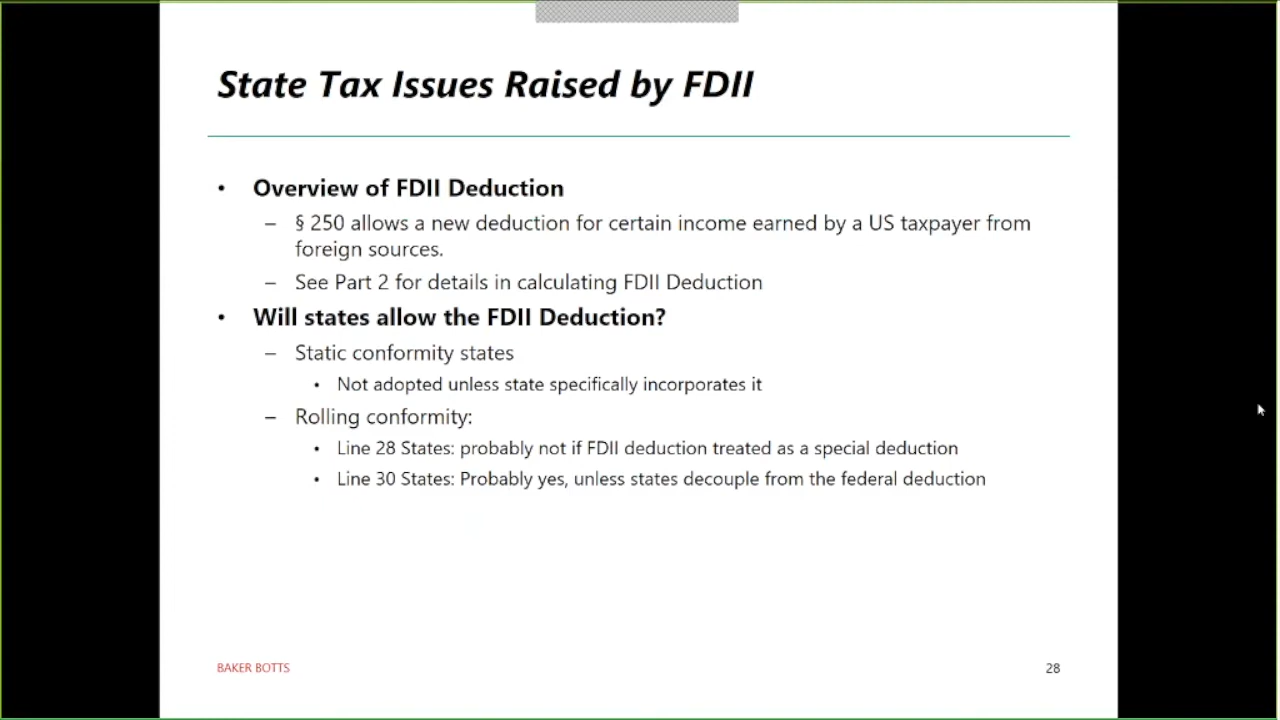 State Tax Issues Raised by FDII
• Overview of FDII Deduction
– § 250 allows a new deduction for certain income earned by a US taxpayer from
foreign sources.
– See Part 2 for details in calculating FDII Deduction
• Will states allow the FDII Deduction?
– Static conformity states
• Not adopted unless state specifically incorporates it
– Rolling conformity:
• Line 28 States: probably not if FDII deduction treated as a special deduction
• Line 30 States: Probably yes, unless states decouple from the federal deduction
BAKER BOTTS
28